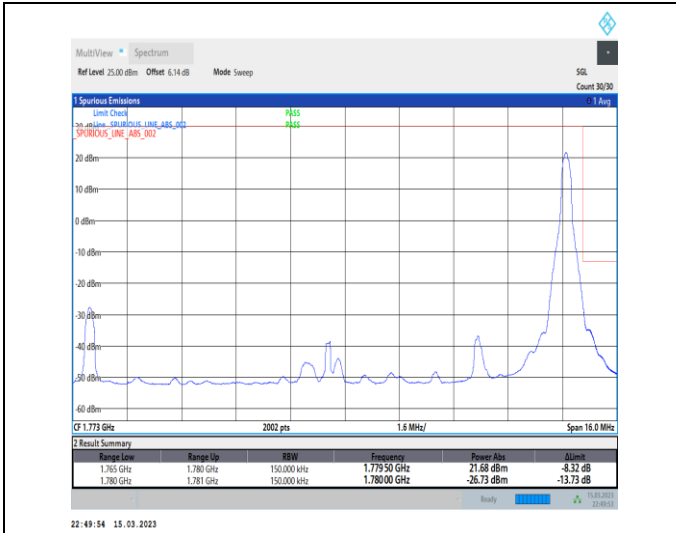 MultiView Spectrum
Ref Level 25.00 dBm Offset 6.14 dB Mode Sweep SGL
Count 30/30
1 Spurious Emissions 1 Avg
Limit Check PASS
Line _SPURIOUS_LINE_ABS_002 PASS
_SPURIOUS_LINE_ABS_002
20 dBm
10 dBm
0 dBm
-10 dBm
-20 dBm
-30 dBm
-40 dBm
-50 dBm
-60 dBm
CF 1.773 GHz 2002 pts 1.6 MHz/ Span 16.0 MHz
2 Result Summary
Range Low Range Up RBW Frequency Power Abs ΔLimit
1.765 GHz 1.780 GHz 150.000 kHz 1.77950 GHz 21.68 dBm -8.32 dB
1.780 GHz 1.781 GHz 150.000 kHz 1.78000 GHz -26.73 dBm -13.73 dB
Ready 15.03.2023
22:49:53
22:49:54 15.03.2023